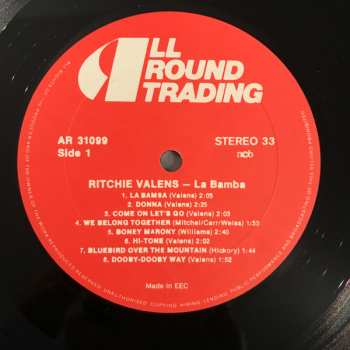 ALL
ROUND
TRADING
AR 31099
STEREO 33
Side 1
ncb
RITCHIE VALENS – La Bamba
1. LA BAMBA (Valens) 2:05
2. DONNA (Valens) 2:25
3. COME ON LET'S GO (Valens) 2:03
4. WE BELONG TOGETHER (Mitchel/Carr/Weiss) 1:53
5. BONEY MARONY (Williams) 2:40
6. HI-TONE (Valens) 2:02
7. BLUEBIRD OVER THE MOUNTAIN (Hickory) 1:44
8. DOOBY-DOOBY WAY (Valens) 1:52
Made in EEC